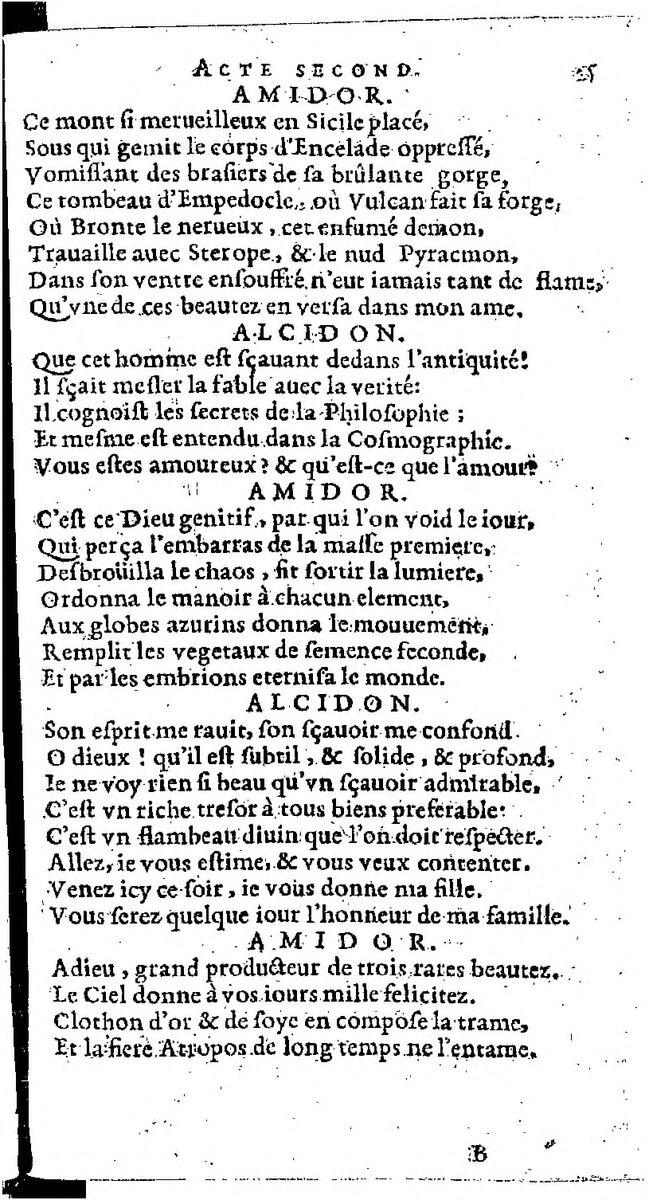 ACTE SECOND. 25
AMIDOR.
Ce mont ſi merueilleux en Sicile placé,
Sous qui gemit le corps d'Encelade oppreſſé,
Vomiſſant des braſiers de ſa brûlante gorge,
Ce tombeau d'Empedocle, où Vulcan fait ſa forge,
Où Bronte le nerueux, cet enfumé demon,
Trauaille auec Sterope, & le nud Pyracmon,
Dans ſon ventre enſouffré n'eut iamais tant de flame,
Qu'vne de ces beautez en verſa dans mon ame.
ALCIDON.
Que cet homme eſt ſçauant dedans l'antiquité!
Il ſçait meſler la fable auec la verité:
Il cognoiſt les ſecrets de la Philoſophie ;
Et meſme eſt entendu dans la Coſmographie.
Vous eſtes amoureux? & qu'eſt-ce que l'amour?
AMIDOR.
C'eſt ce Dieu genitif, par qui l'on void le iour,
Qui perça l'embarras de la maſſe premiere,
Deſbroüilla le chaos, fit ſortir la lumiere,
Ordonna le manoir à chacun element,
Aux globes azurins donna le mouuement,
Remplit les vegetaux de ſemence feconde,
Et par les embrions eterniſa le monde.
ALCIDON.
Son eſprit me rauit, ſon ſçauoir me confond.
O dieux ! qu'il eſt ſubtil, & ſolide, & profond,
Ie ne voy rien ſi beau qu'vn ſçauoir admirable,
C'eſt vn riche treſor à tous biens preferable:
C'eſt vn flambeau diuin que l'on doit reſpecter.
Allez, ie vous eſtime, & vous veux contenter.
Venez icy ce ſoir, ie vous donne ma fille.
Vous ſerez quelque iour l'honneur de ma famille.
AMIDOR.
Adieu, grand producteur de trois rares beautez.
Le Ciel donne à vos iours mille felicitez.
Clothon d'or & de ſoye en compoſe la trame,
Et la fiere Atropos de long temps ne l'entame.
B